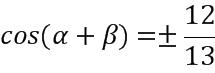 cos(α + β) =± 12/13